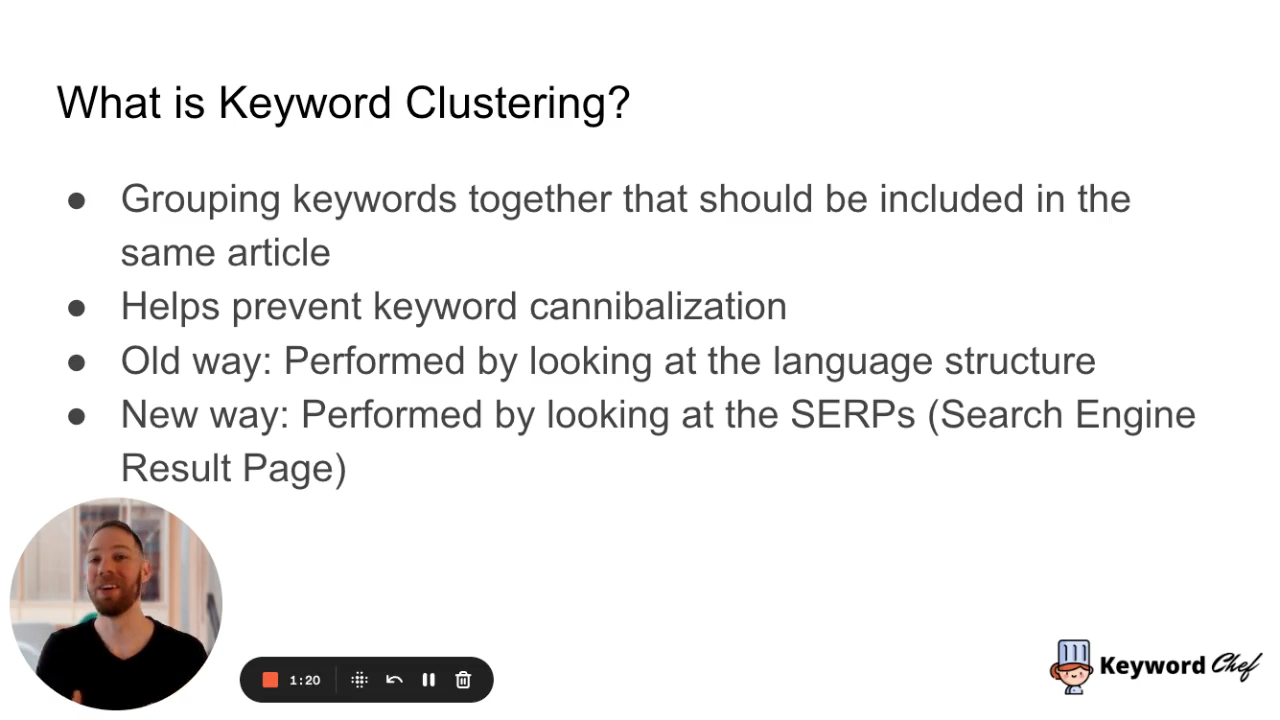 What is Keyword Clustering?
● Grouping keywords together that should be included in the
same article
● Helps prevent keyword cannibalization
● Old way: Performed by looking at the language structure
● New way: Performed by looking at the SERPs (Search Engine
Result Page)
1:20
Keyword Chef